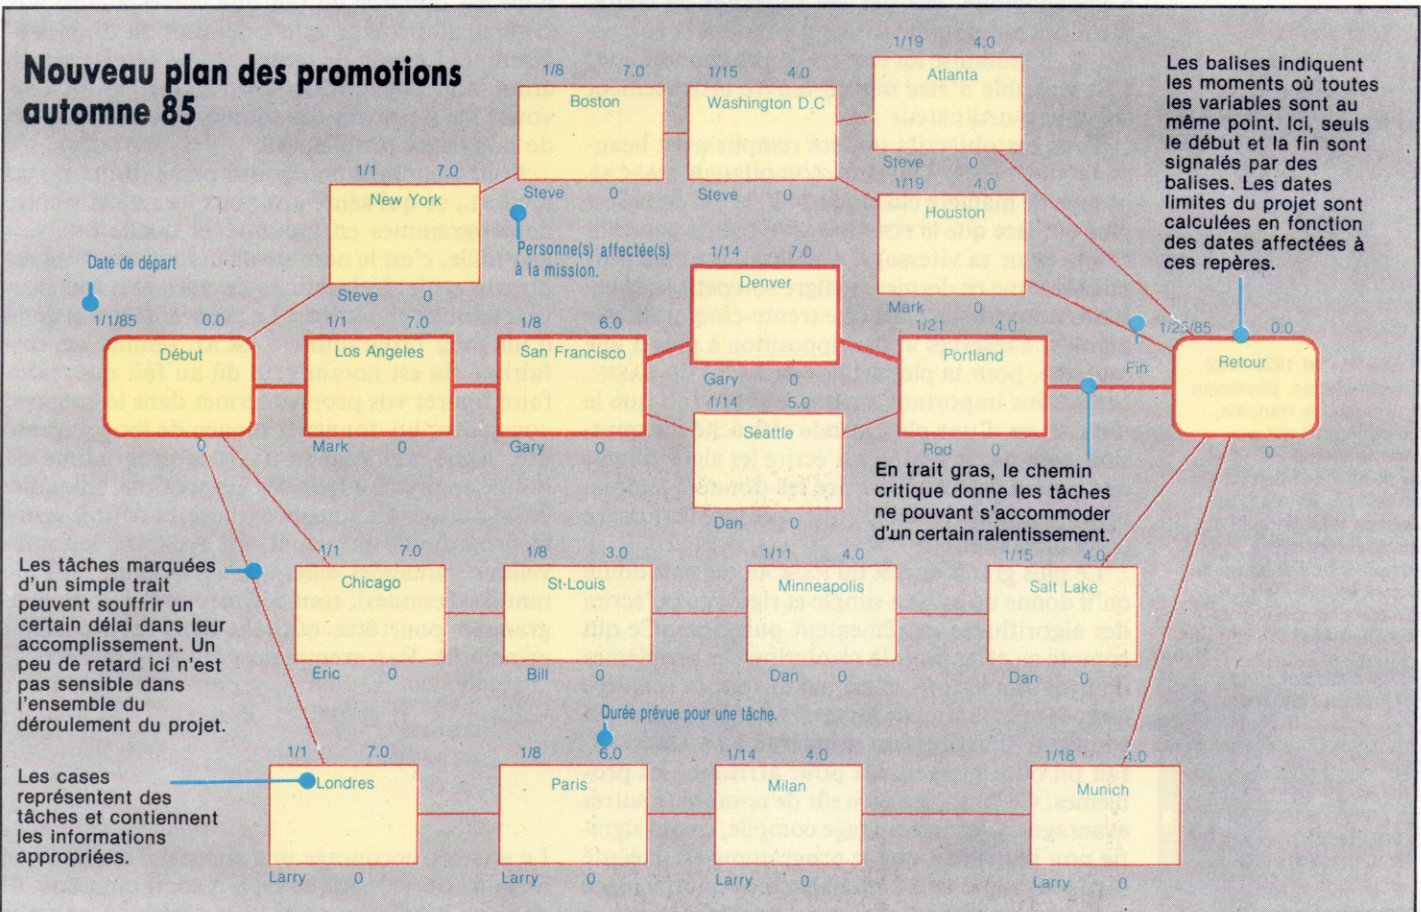 Nouveau plan des promotions
automne 85
1/8 7.0
Boston
Steve 0
1/15 4.0
Washington D.C
Steve 0
1/19 4.0
Atlanta
Steve 0
Les balises indiquent
les moments où toutes
les variables sont au
même point. Ici, seuls
le début et la fin sont
signalés par des
balises. Les dates
limites du projet sont
calculées en fonction
des dates affectées à
ces repères.
1/1 7.0
New York
Steve 0
Personne(s) affectée(s)
à la mission.
1/19 4.0
Houston
Mark 0
1/14 7.0
Denver
Gary 0
Date de départ
1/1/85 0.0
Début
0
1/1 7.0
Los Angeles
Mark 0
1/8 6.0
San Francisco
Gary 0
1/21 4.0
Portland
Rod 0
Fin
1/25/85 0.0
Retour
0
1/14 5.0
Seattle
Dan 0
En trait gras, le chemin
critique donne les tâches
ne pouvant s'accommoder
d'un certain ralentissement.
Les tâches marquées
d'un simple trait
peuvent souffrir un
certain délai dans leur
accomplissement. Un
peu de retard ici n'est
pas sensible dans
l'ensemble du
déroulement du projet.
1/1 7.0
Chicago
Eric 0
1/8 3.0
St-Louis
Bill 0
1/11 4.0
Minneapolis
Dan 0
1/15 4.0
Salt Lake
Dan 0
Durée prévue pour une tâche.
Les cases
représentent des
tâches et contiennent
les informations
appropriées.
1/1 7.0
Londres
Larry 0
1/8 6.0
Paris
Larry 0
1/14 4.0
Milan
Larry 0
1/18 4.0
Munich
Larry 0